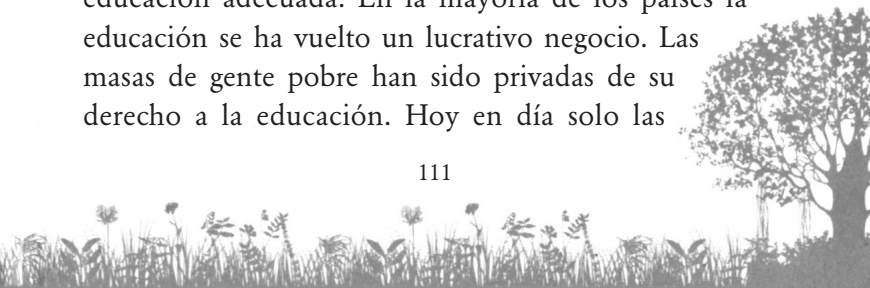 educación adecuada. En la mayoría de los países la
educación se ha vuelto un lucrativo negocio. Las
masas de gente pobre han sido privadas de su
derecho a la educación. Hoy en día solo las
111